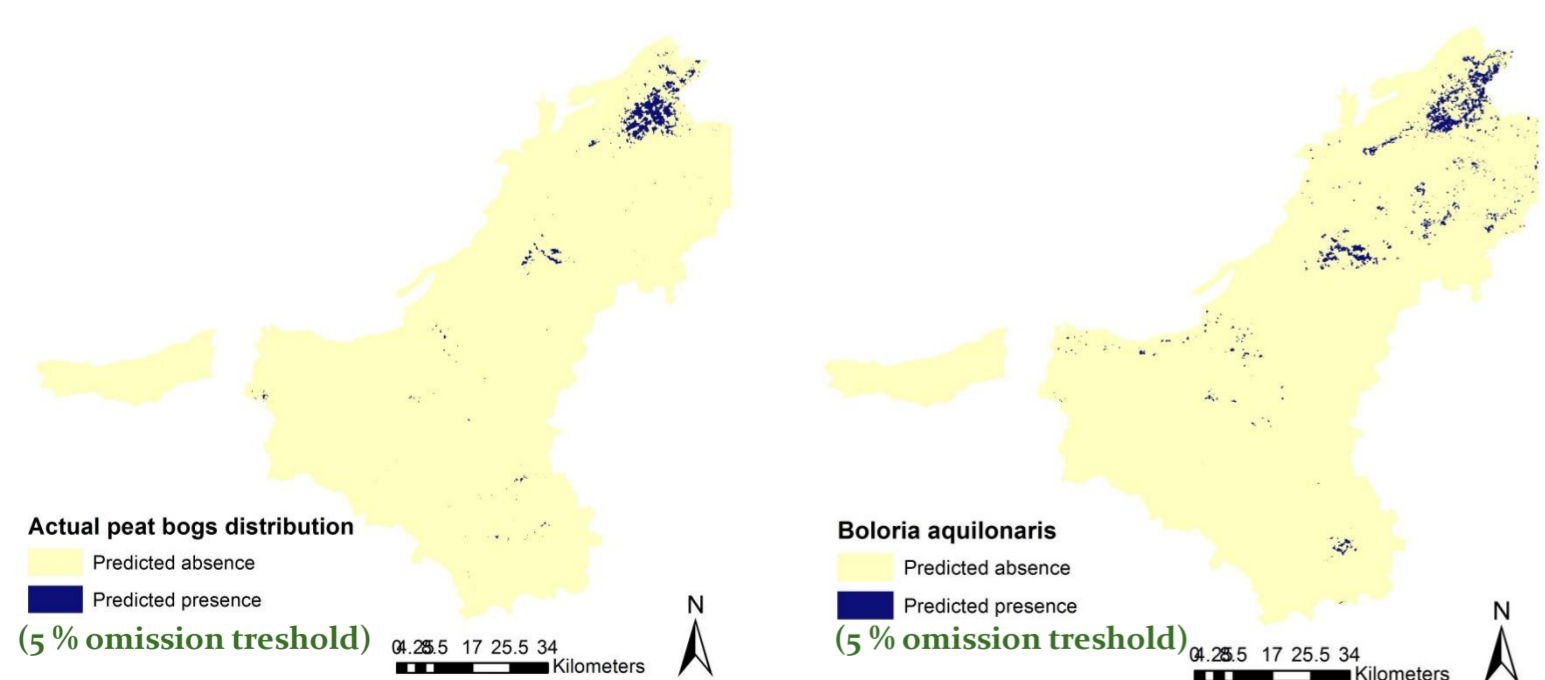 Actual peat bogs distribution
Predicted absence
Predicted presence
(5 % omission treshold)
N
17 25.5 34
Kilometers
Boloria aquilonaris
Predicted absence
Predicted presence
(5 % omission treshold)
N
17 25.5 34
Kilometers